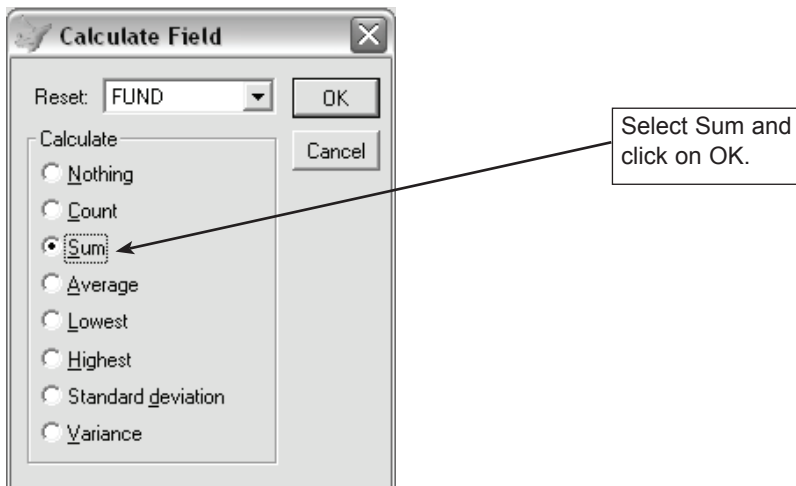 Calculate Field
Reset: FUND
OK
Calculate
Cancel
Nothing
Count
Sum
Average
Lowest
Highest
Standard deviation
Variance
Select Sum and
click on OK.